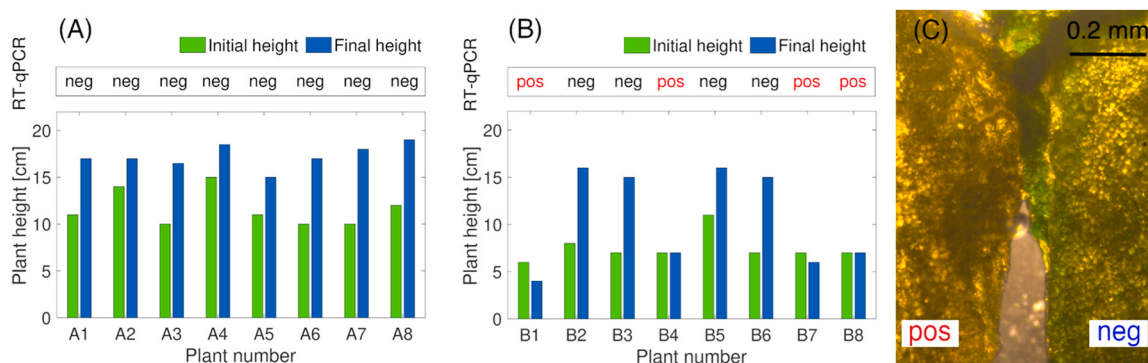 (A)
Initial height Final height
RT-qPCR
neg neg neg neg neg neg neg neg
Plant height [cm]
20
15
10
5
0
A1 A2 A3 A4 A5 A6 A7 A8
Plant number
(B)
Initial height Final height
RT-qPCR
pos neg neg pos neg neg pos pos
Plant height [cm]
20
15
10
5
0
B1 B2 B3 B4 B5 B6 B7 B8
Plant number
(C)
0.2 mm
pos neg